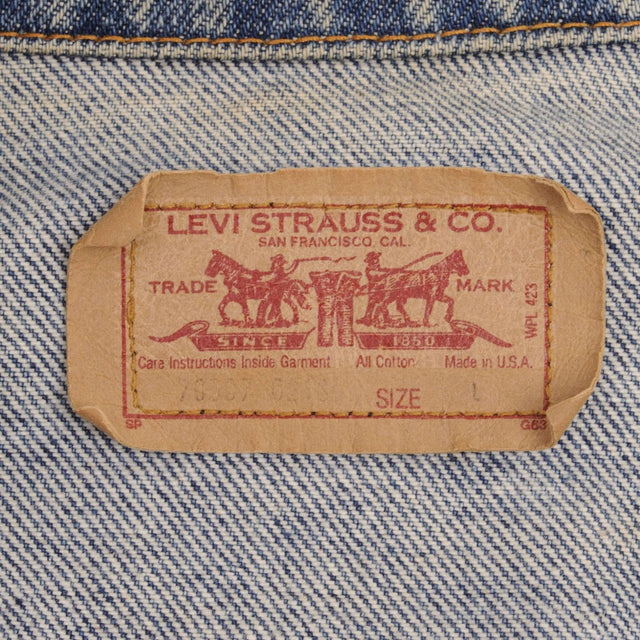 LEVI STRAUSS & CO.
SAN FRANCISCO, CAL.
TRADE MARK
WPL 423
SINCE 1850
Care Instructions Inside Garment All Cotton Made in U.S.A.
SIZE L
SP G63